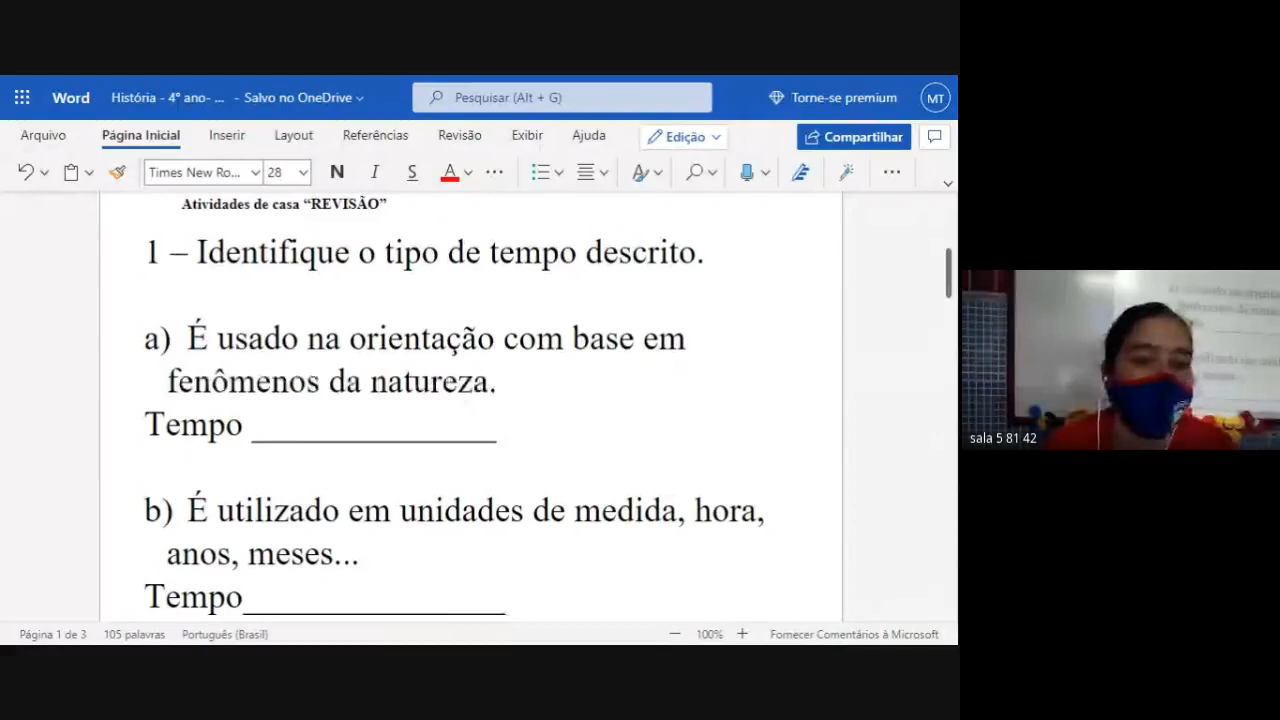 Word
História - 4º ano- ... - Salvo no OneDrive
Pesquisar (Alt + G)
Torne-se premium
MT
Arquivo
Página Inicial
Inserir
Layout
Referências
Revisão
Exibir
Ajuda
Edição
Compartilhar
Times New Ro...
28
N
I
S
A
Atividades de casa “REVISÃO”
1 – Identifique o tipo de tempo descrito.
a) É usado na orientação com base em
fenômenos da natureza.
Tempo _______________
b) É utilizado em unidades de medida, hora,
anos, meses...
Tempo________________
Página 1 de 3
105 palavras
Português (Brasil)
100%
Fornecer Comentários à Microsoft
sala 5 81 42